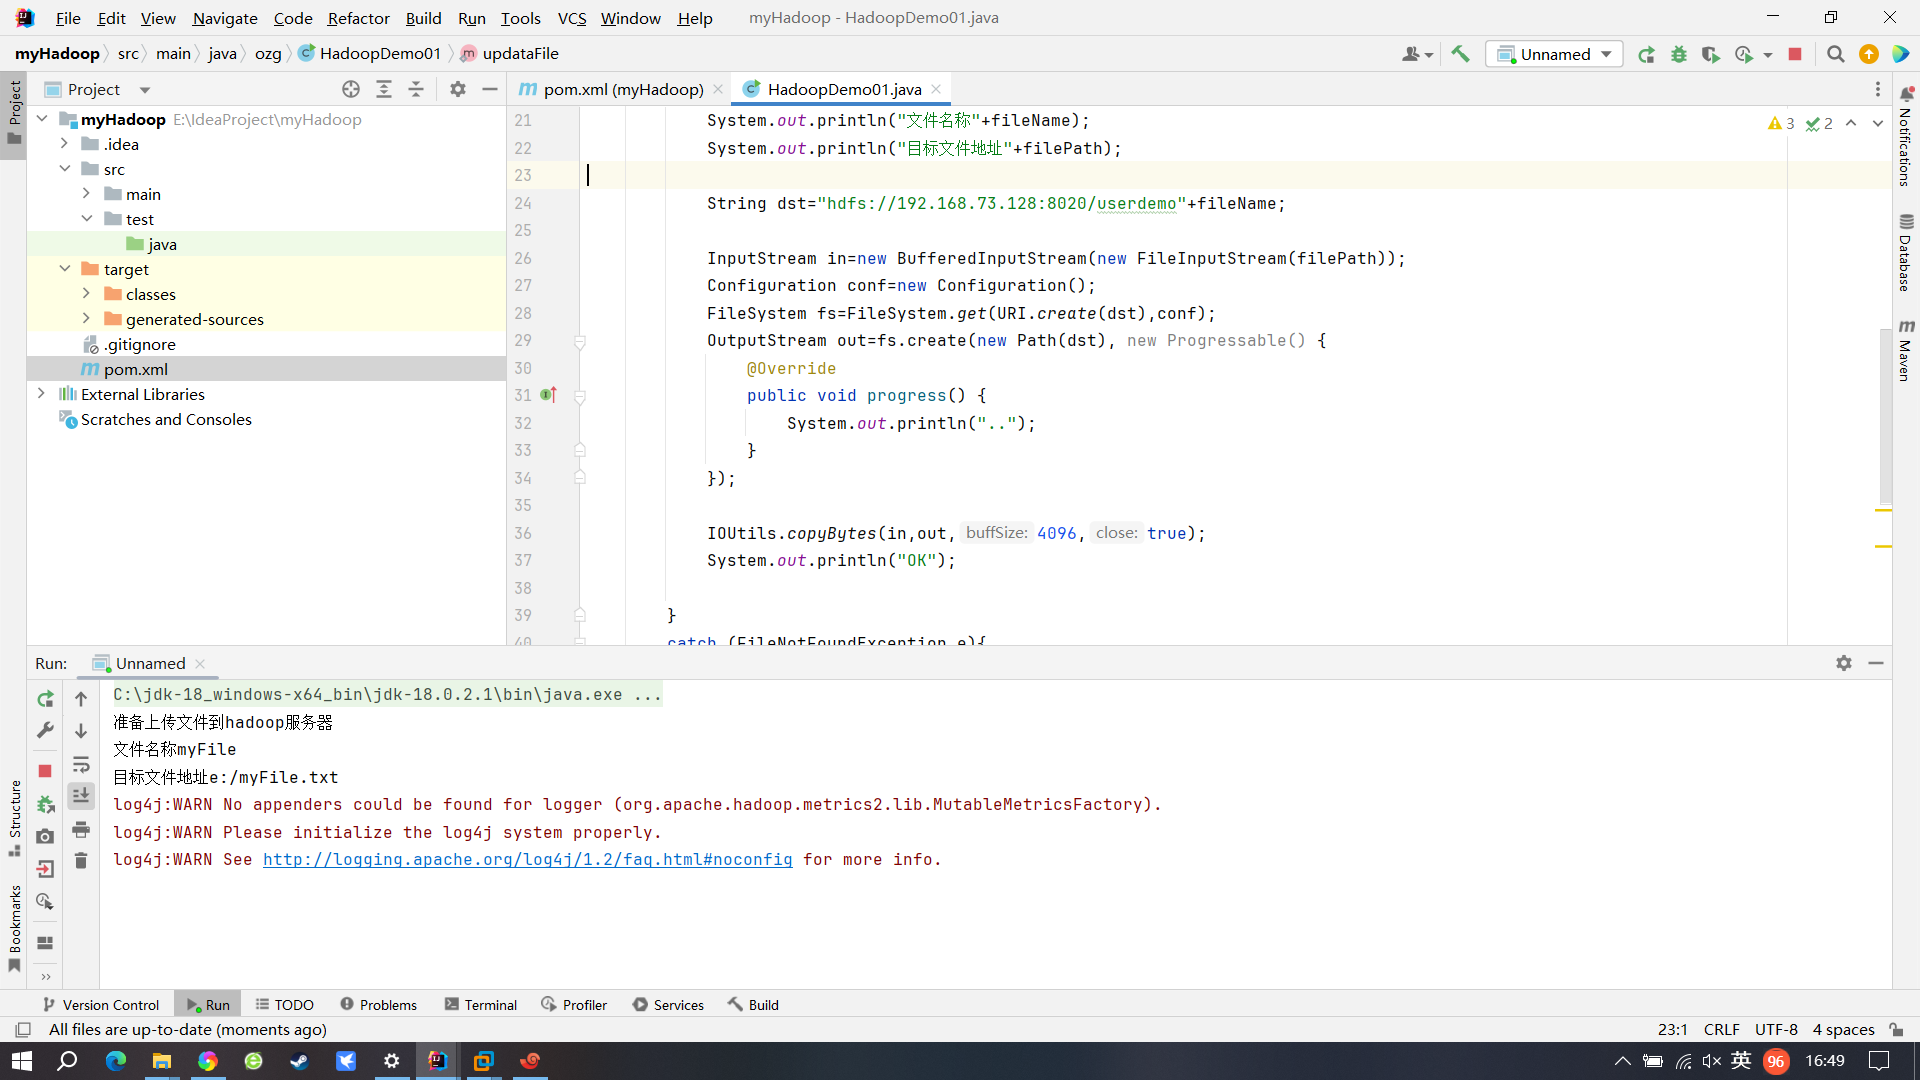 File Edit View Navigate Code Refactor Build Run Tools VCS Window Help myHadoop - HadoopDemo01.java
myHadoop src main java ozg HadoopDemo01 updataFile
Unnamed
Project
pom.xml (myHadoop)
HadoopDemo01.java
Project
myHadoop E:\IdeaProject\myHadoop
.idea
src
main
test
java
target
classes
generated-sources
.gitignore
pom.xml
External Libraries
Scratches and Consoles
3 2
21 System.out.println("文件名称"+fileName);
22 System.out.println("目标文件地址"+filePath);
23
24 String dst="hdfs://192.168.73.128:8020/userdemo"+fileName;
25
26 InputStream in=new BufferedInputStream(new FileInputStream(filePath));
27 Configuration conf=new Configuration();
28 FileSystem fs=FileSystem.get(URI.create(dst),conf);
29 OutputStream out=fs.create(new Path(dst), new Progressable() {
30 @Override
31 public void progress() {
32 System.out.println("..");
33 }
34 });
35
36 IOUtils.copyBytes(in,out, buffSize: 4096, close: true);
37 System.out.println("OK");
38
39 }
40 catch (FileNotFoundException e){
Notifications
Database
Maven
Run: Unnamed
C:\jdk-18_windows-x64_bin\jdk-18.0.2.1\bin\java.exe ...
准备上传文件到hadoop服务器
文件名称myFile
目标文件地址e:/myFile.txt
log4j:WARN No appenders could be found for logger (org.apache.hadoop.metrics2.lib.MutableMetricsFactory).
log4j:WARN Please initialize the log4j system properly.
log4j:WARN See http://logging.apache.org/log4j/1.2/faq.html#noconfig for more info.
Structure
Bookmarks
Version Control Run TODO Problems Terminal Profiler Services Build
All files are up-to-date (moments ago)
23:1 CRLF UTF-8 4 spaces
英 96 16:49